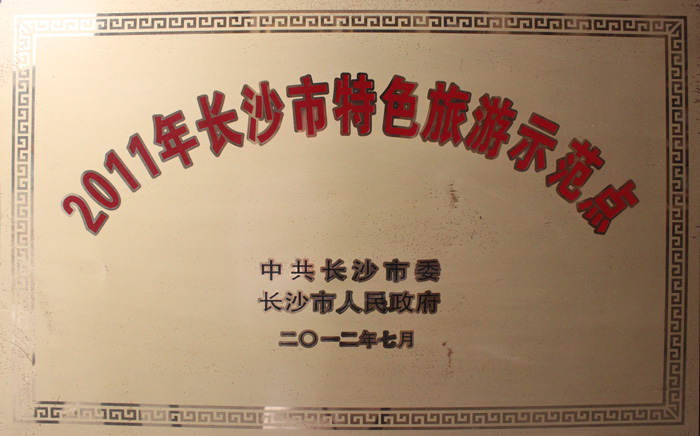 2011年长沙市特色旅游示范点
中共长沙市委
长沙市人民政府
二〇一二年七月